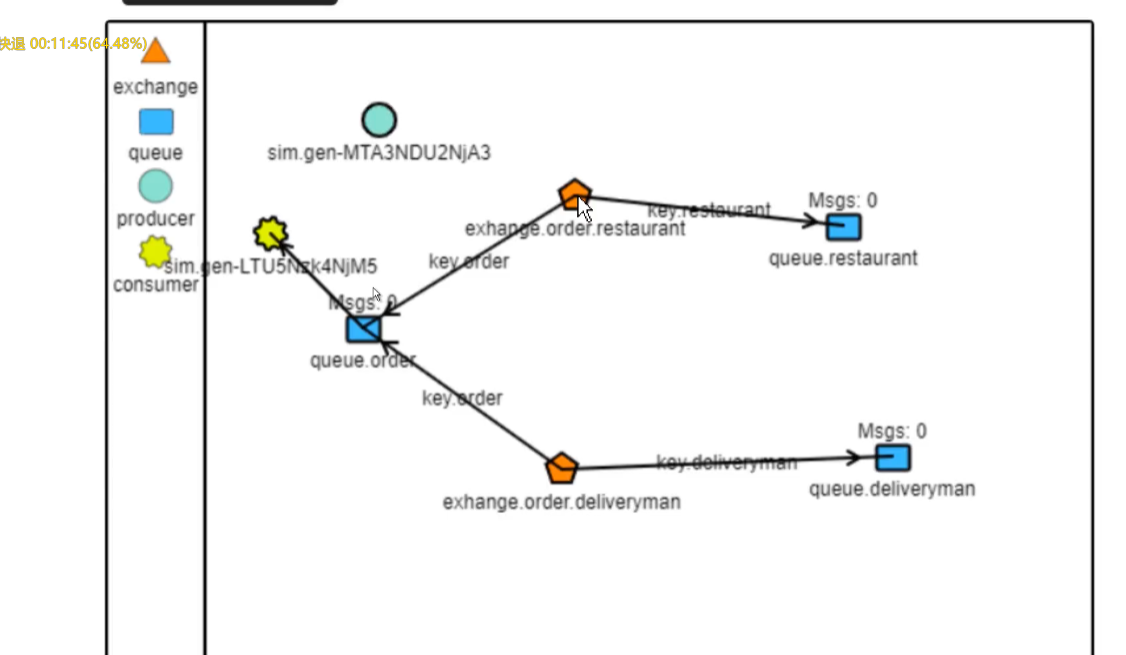 快退 00:11:45(64.48%)
exchange
queue
producer
consumer
sim.gen-MTA3NDU2NjA3
sim.gen-LTU5Nzk4NjM5
exhange.order.restaurant
key.restaurant
Msgs: 0
queue.restaurant
key.order
Msgs: 0
queue.order
key.order
exhange.order.deliveryman
key.deliveryman
Msgs: 0
queue.deliveryman